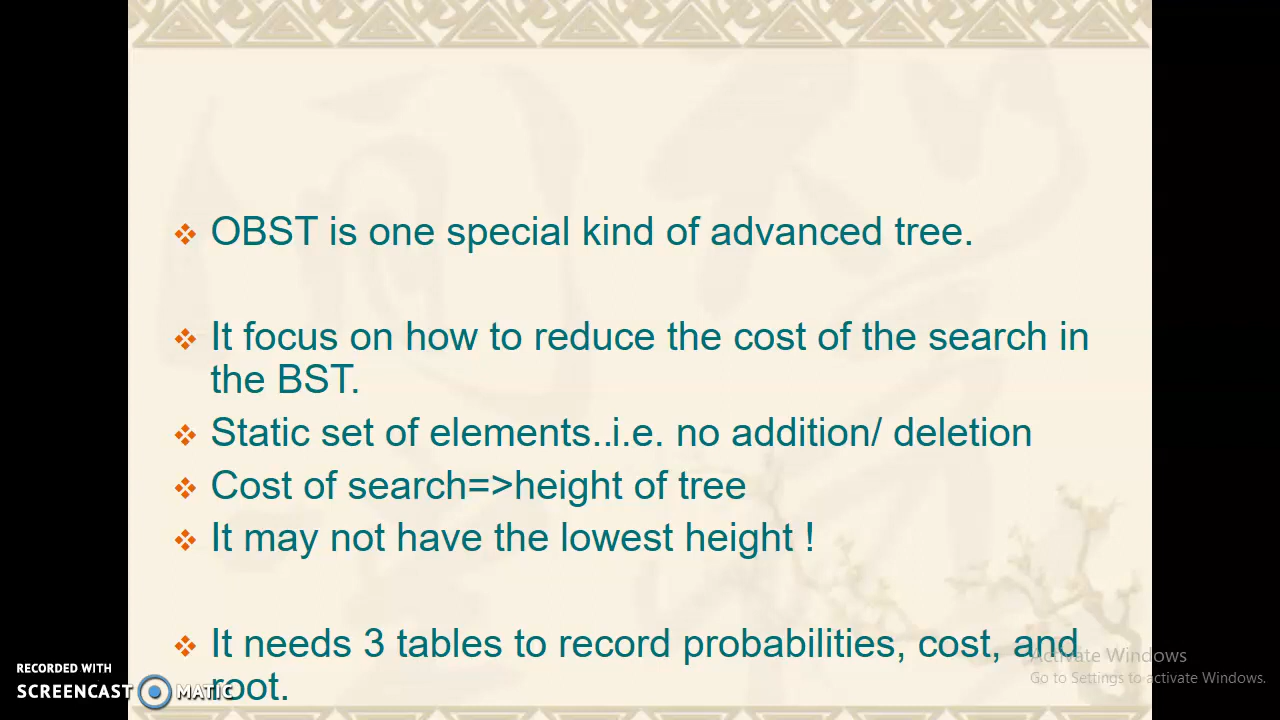 OBST is one special kind of advanced tree.
It focus on how to reduce the cost of the search in
the BST.
Static set of elements..i.e. no addition/ deletion
Cost of search=>height of tree
It may not have the lowest height !
It needs 3 tables to record probabilities, cost, and
root.
Activate Windows
Go to Settings to activate Windows.
RECORDED WITH
SCREENCAST MATIC